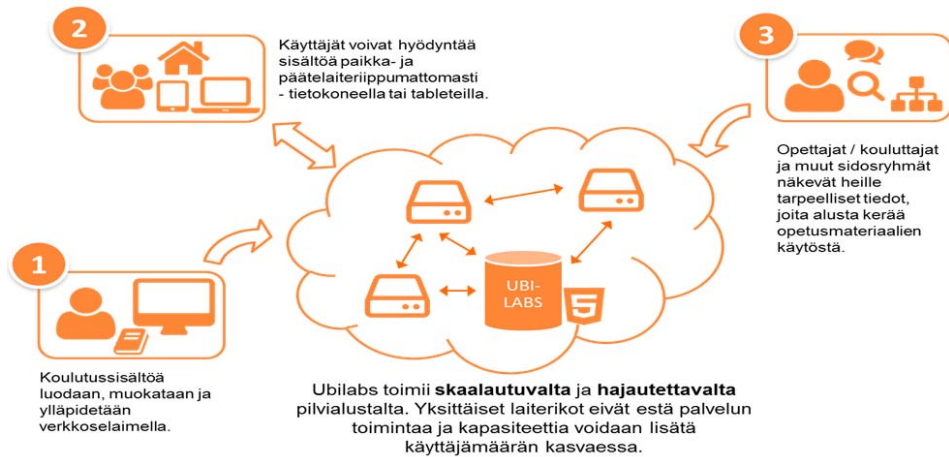 1
Koulutussisältöä
luodaan, muokataan ja
ylläpidetään
verkkoselaimella.
2
Käyttäjät voivat hyödyntää
sisältöä paikka- ja
päätelaiteriippumattomasti
- tietokoneella tai tableteilla.
3
Opettajat / kouluttajat
ja muut sidosryhmät
näkevät heille
tarpeelliset tiedot,
joita alusta kerää
opetusmateriaalien
käytöstä.
UBI-
LABS
5
Ubilabs toimii skaalautuvalta ja hajautettavalta
pilvialustalta. Yksittäiset laiterikot eivät estä palvelun
toimintaa ja kapasiteettia voidaan lisätä
käyttäjämäärän kasvaessa.